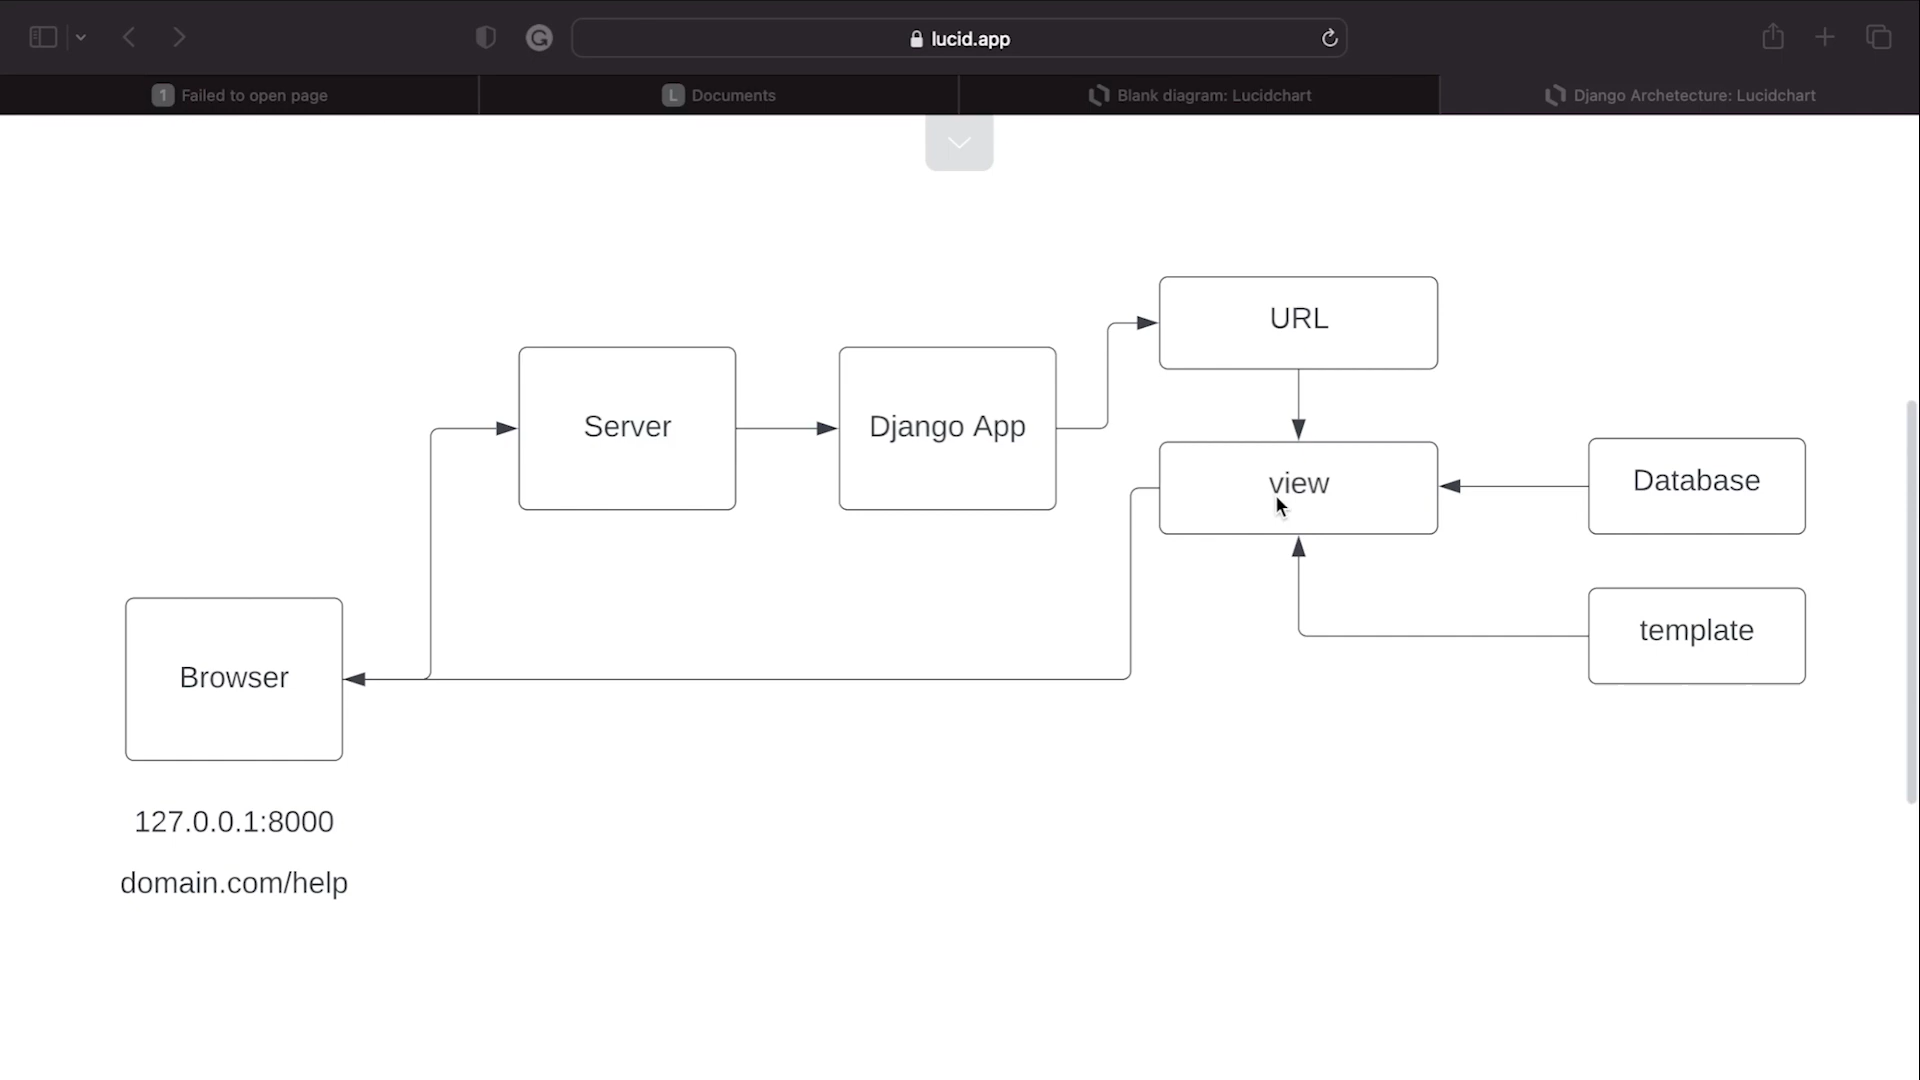 lucid.app
1 Failed to open page
L Documents
Blank diagram: Lucidchart
Django Archetecture: Lucidchart
URL
Server
Django App
view
Database
template
Browser
127.0.0.1:8000
domain.com/help